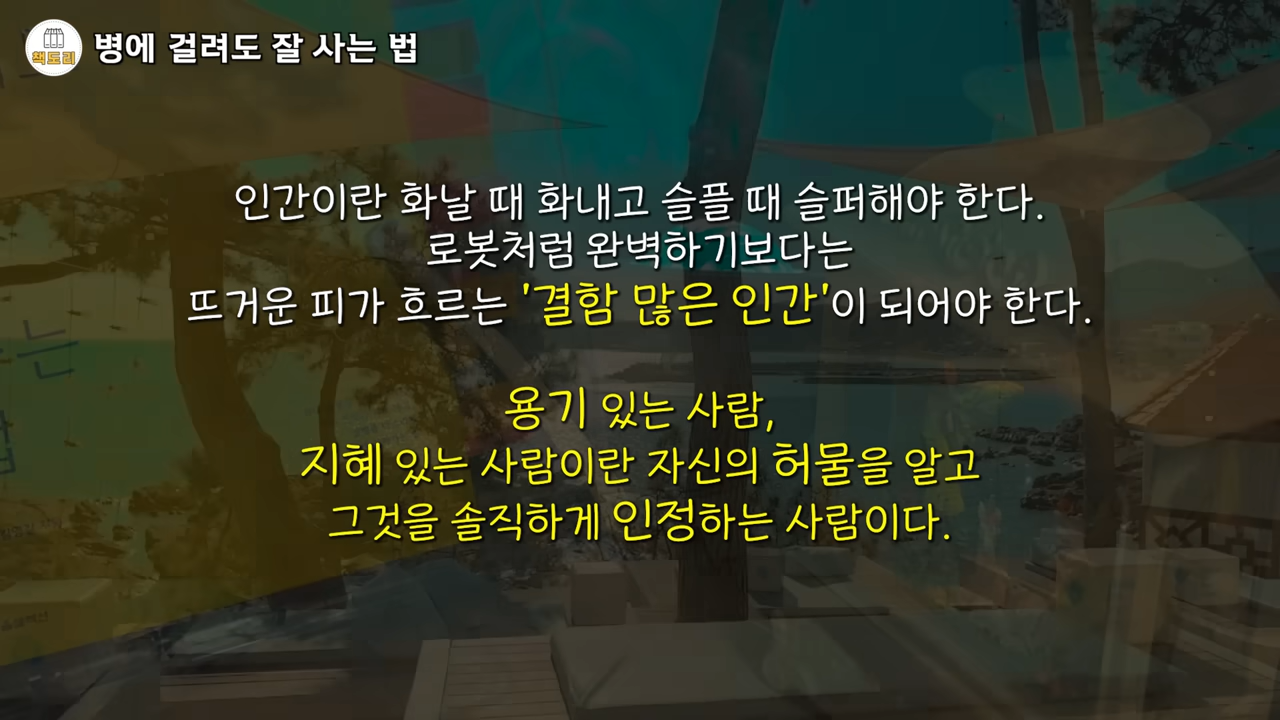 책토리
병에 걸려도 잘 사는 법
인간이란 화날 때 화내고 슬플 때 슬퍼해야 한다.
로봇처럼 완벽하기보다는
뜨거운 피가 흐르는 '결함 많은 인간'이 되어야 한다.
용기 있는 사람,
지혜 있는 사람이란 자신의 허물을 알고
그것을 솔직하게 인정하는 사람이다.
는